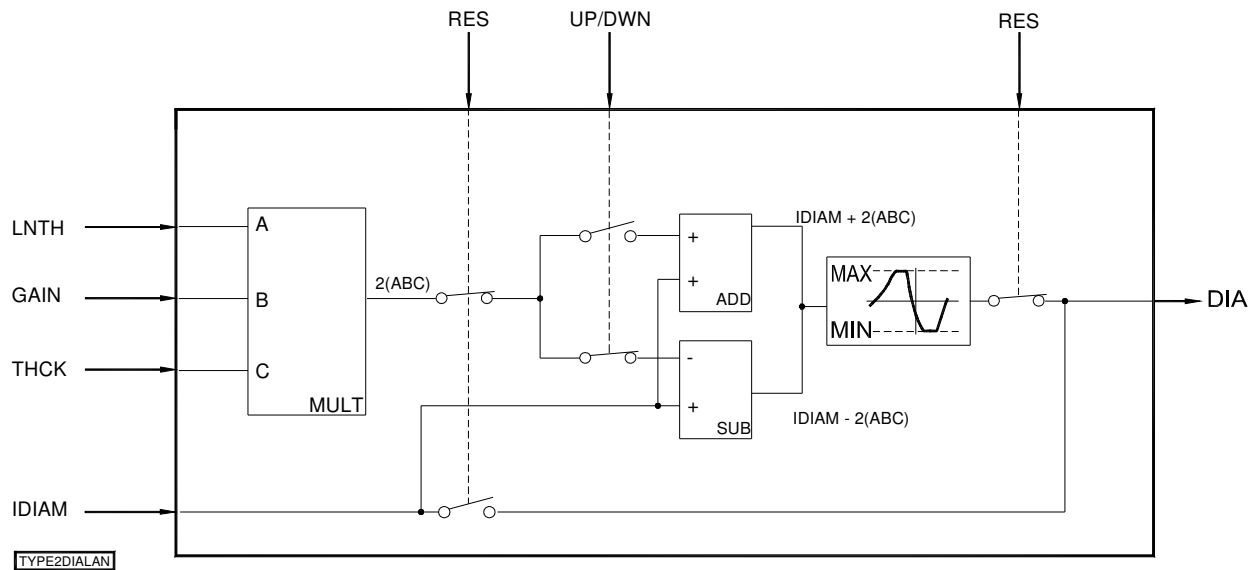 RES
UP/DWN
RES
LNTH
A
GAIN
B
2(ABC)
THCK
C
MULT
+
+
ADD
IDIAM + 2(ABC)
-
+
SUB
IDIAM - 2(ABC)
MAX
MIN
DIA
IDIAM
TYPE2DIALAN